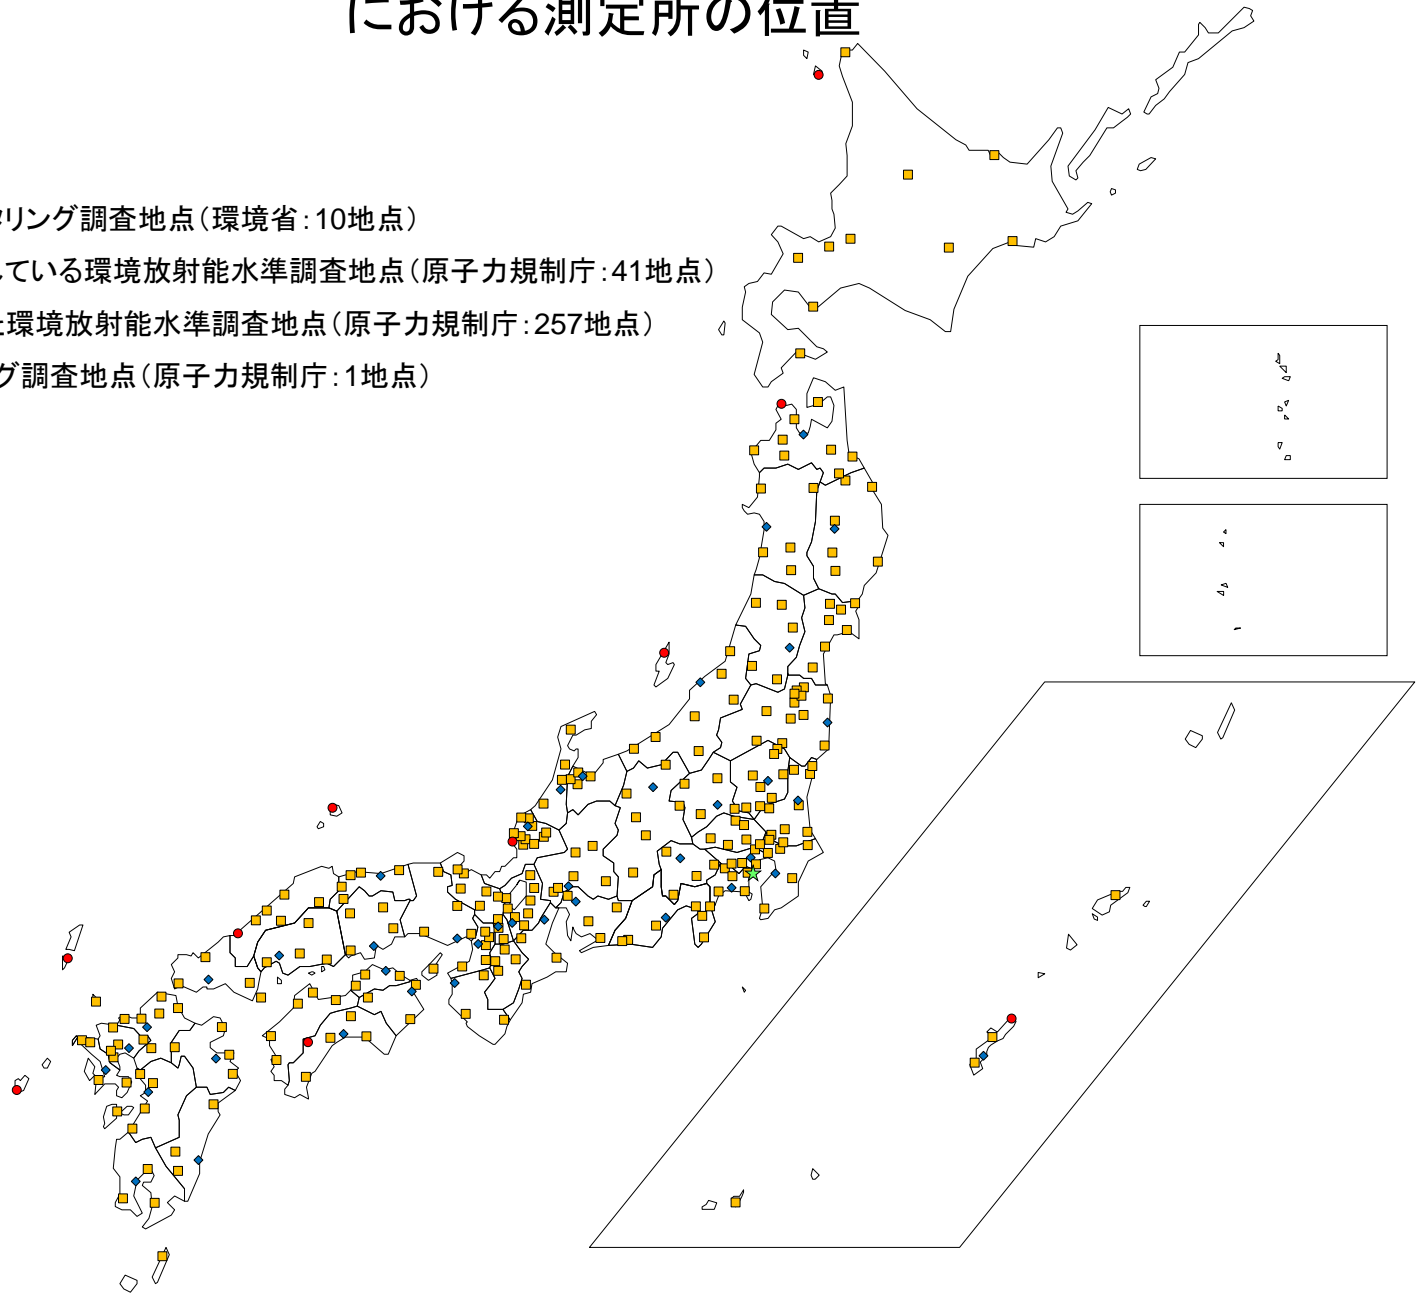 における測定所の位置
リング調査地点（環境省：10地点）
ている環境放射能水準調査地点（原子力規制庁：41地点）
環境放射能水準調査地点（原子力規制庁：257地点）
グ調査地点（原子力規制庁：1地点）